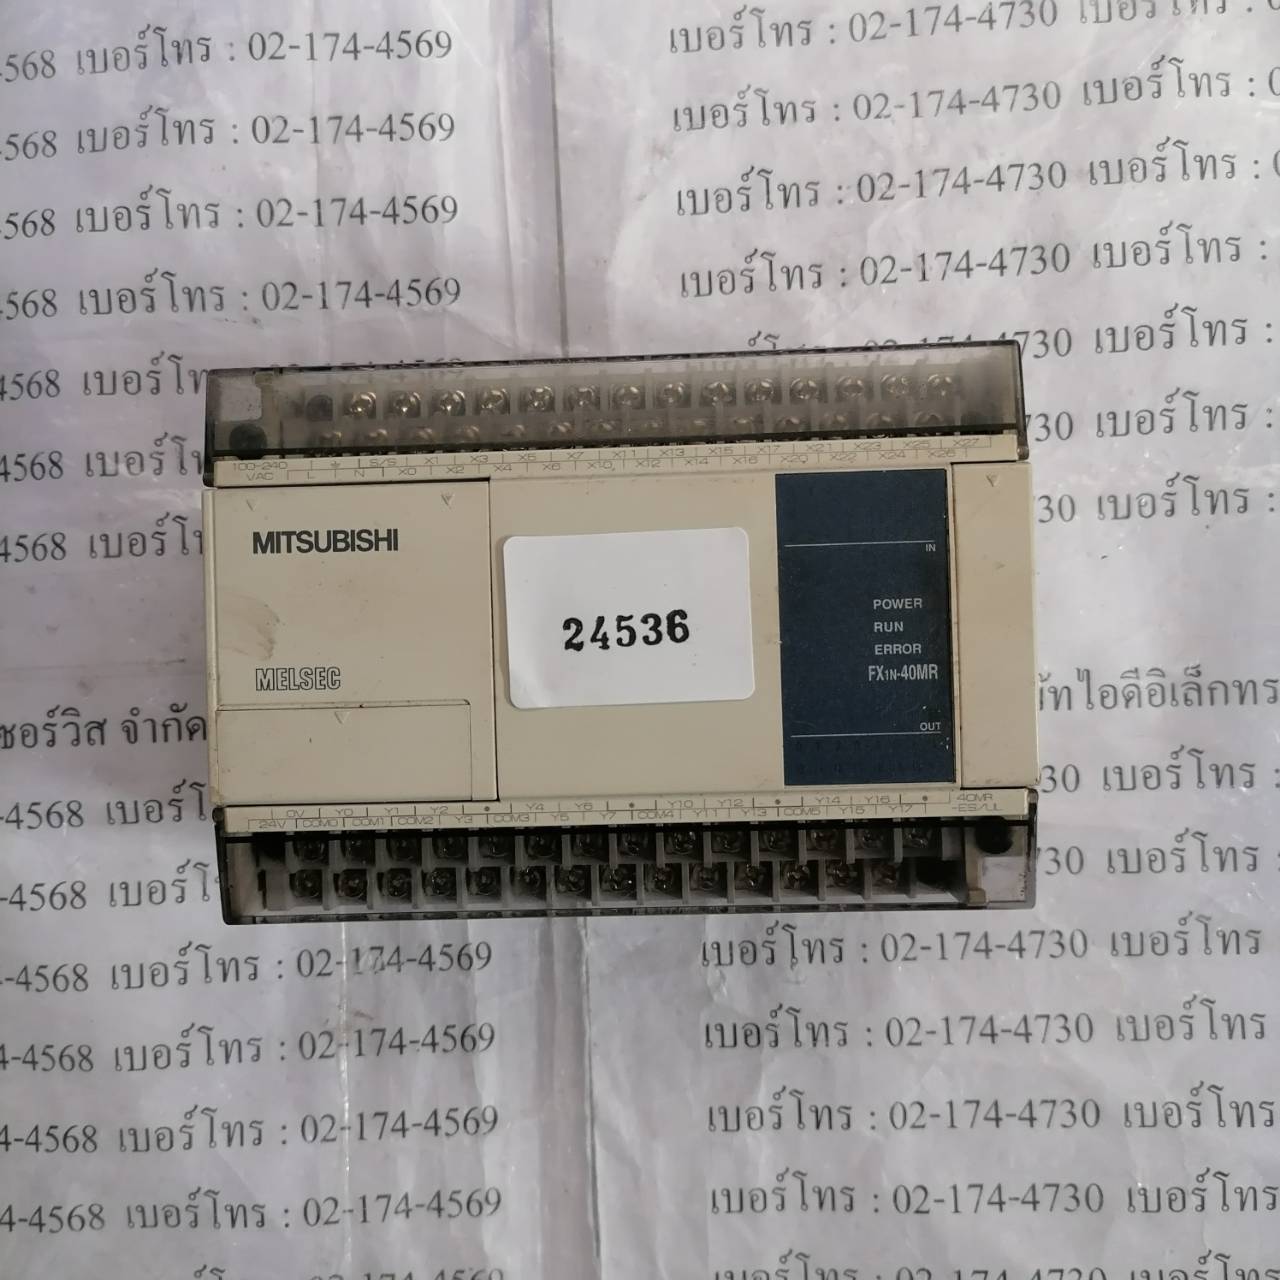 -4568 เบอร์โทร : 02-174-4569
เบอร์โทร : 02-174-4730 เบอร์โทร :
-4568 เบอร์โทร : 02-174-4569
เบอร์โทร : 02-174-4730 เบอร์โทร : 0
-4568 เบอร์โทร : 02-174-4569
เบอร์โทร : 02-174-4730 เบอร์โทร :
-4568 เบอร์โทร : 02-174-4569
เบอร์โทร : 02-174-4730 เบอร์โทร :
4568
730 เบอร์โทร :
4568
30 เบอร์โทร :
4568
30 เบอร์โทร :
100-240 VAC
L N S/S X0 X1 X2 X3 X4 X5 X6 X7 X10 X11 X12 X13 X14 X15 X16 X17 X20 X21 X22 X23 X24 X25 X26 X27
MITSUBISHI
MELSEC
24536
IN
POWER
RUN
ERROR
FX1N-40MR
OUT
0V Y0 Y1 Y2 • Y4 Y6 • Y10 Y12 • Y14 Y16 • 40MR
24V COM0 COM1 COM2 Y3 COM3 Y5 Y7 COM4 Y11 Y13 COM5 Y15 Y17 -ES/UL
ซอร์วิส จำกัด
ไอดีอิเล็กทร
-4568
30 เบอร์โทร :
-4568
730 เบอร์โทร
-4568 เบอร์โทร : 02-174-4569
เบอร์โทร : 02-174-4730 เบอร์โทร
4-4568 เบอร์โทร : 02-174-4569
เบอร์โทร : 02-174-4730 เบอร์โทร
4-4568 เบอร์โทร : 02-174-4569
เบอร์โทร : 02-174-4730 เบอร์โทร
4-4568 เบอร์โทร : 02-174-4569
เบอร์โทร : 02-174-4730 เบอร์โทร